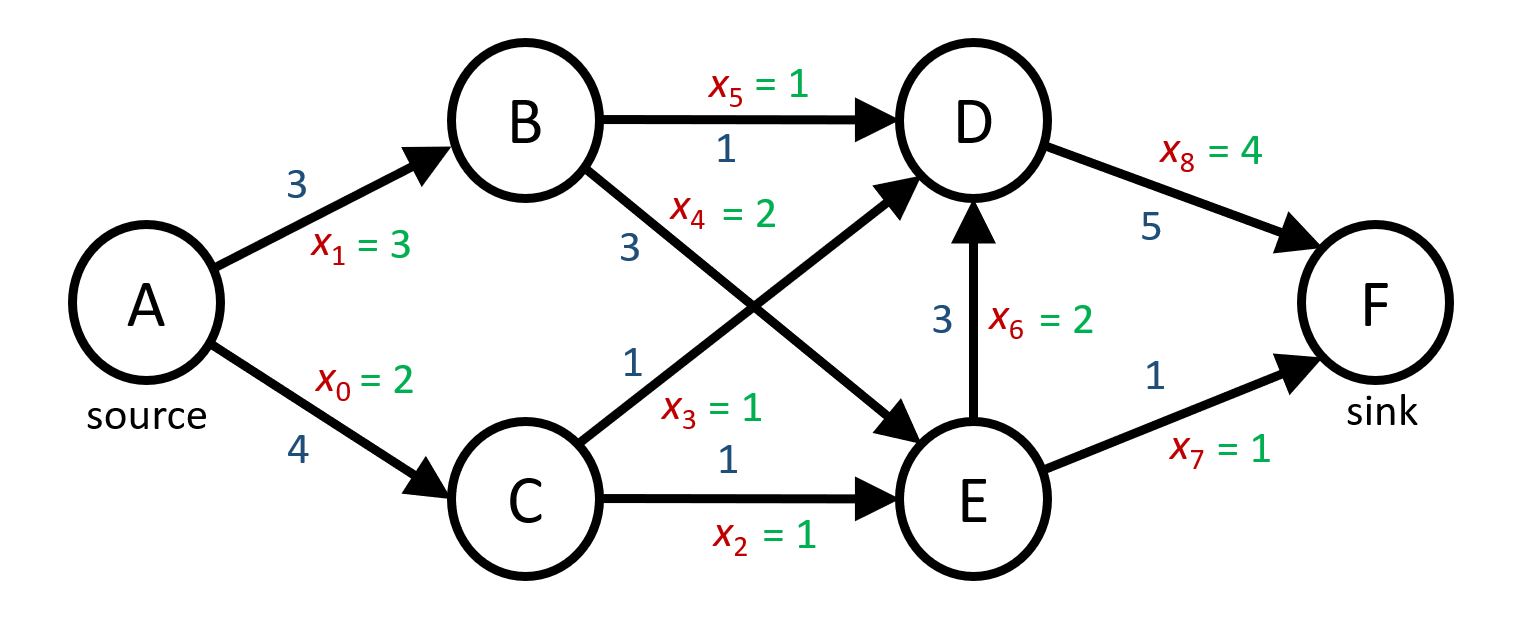 x5 = 1
B
1
D
x8 = 4
3
x4 = 2
5
x1 = 3
3
A
source
3
x6 = 2
F
sink
x0 = 2
4
1
x3 = 1
1
1
x7 = 1
C
x2 = 1
E